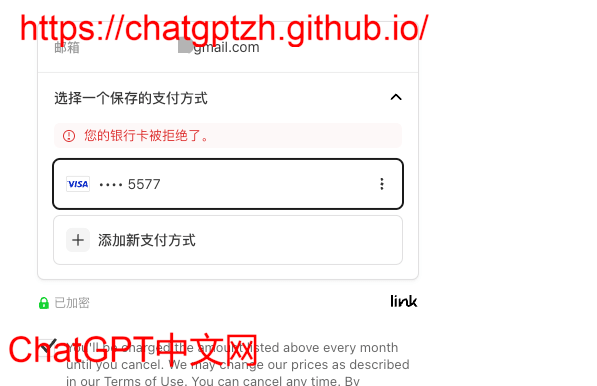 https://chatgptzh.github.io/
邮箱 gmail.com
选择一个保存的支付方式
您的银行卡被拒绝了。
VISA •••• 5577
添加新支付方式
已加密 link
ChatGPT中文网
You'll be charged the amount listed above every month
until you cancel. We may change our prices as described
in our Terms of Use. You can cancel any time. By